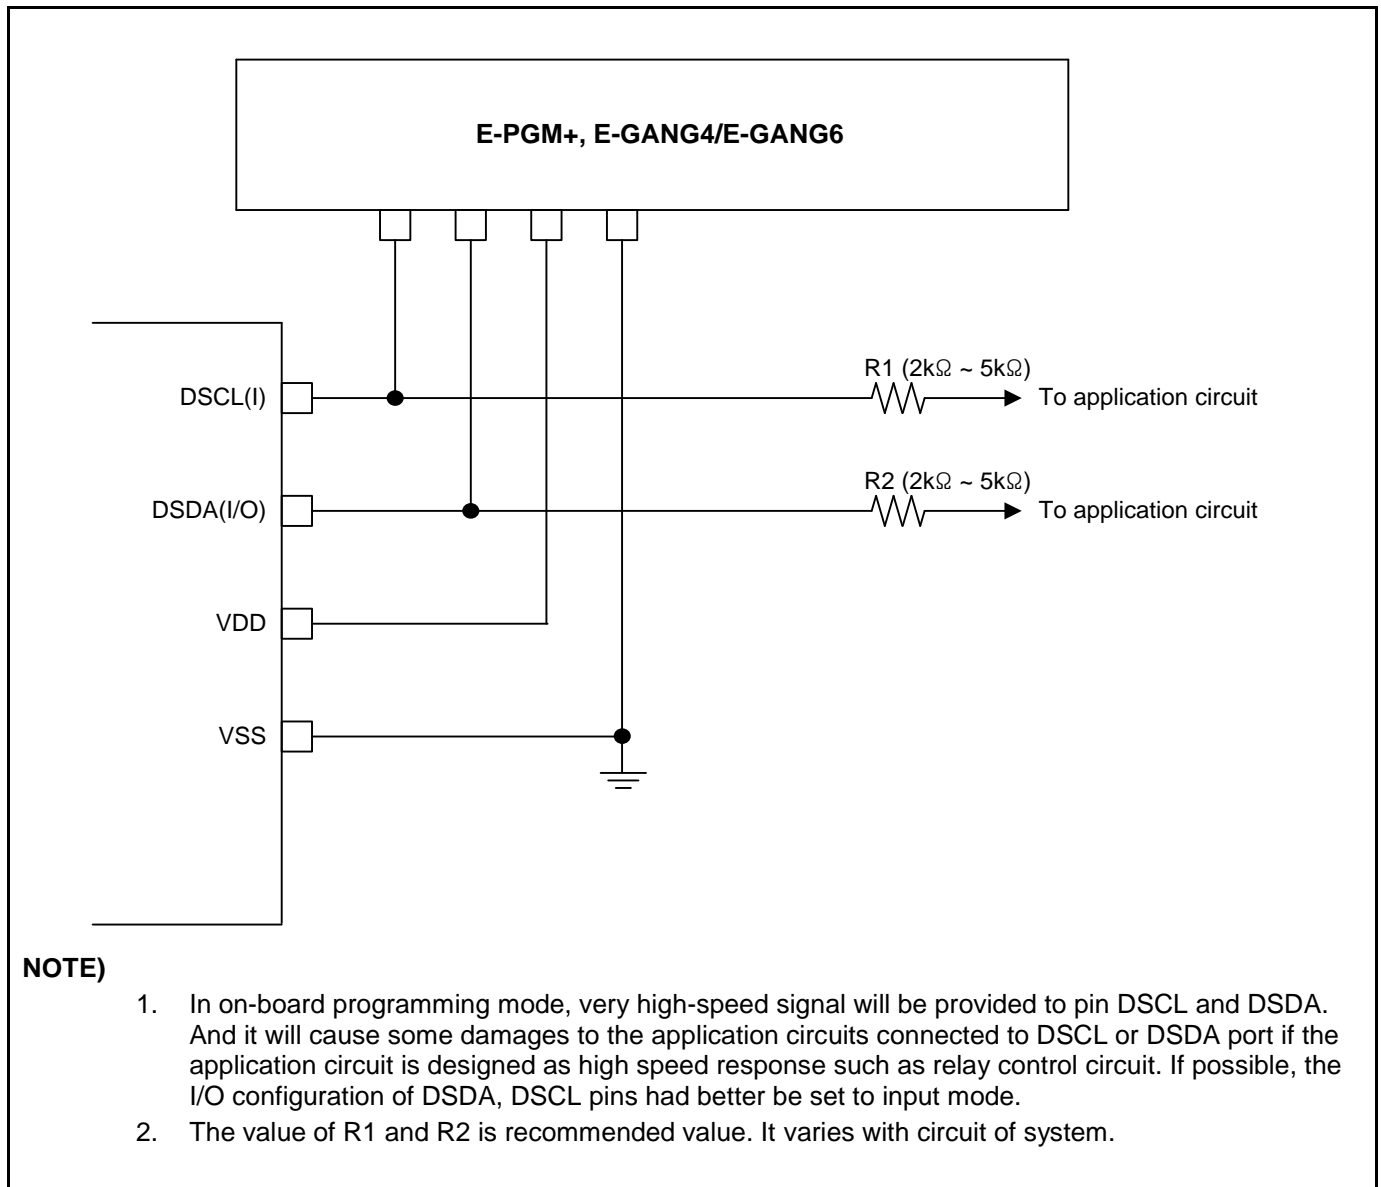 E-PGM+, E-GANG4/E-GANG6
R1 (2kΩ ~ 5kΩ)
DSCL(I)
To application circuit
R2 (2kΩ ~ 5kΩ)
DSDA(I/O)
To application circuit
VDD
VSS
NOTE)
1. In on-board programming mode, very high-speed signal will be provided to pin DSCL and DSDA.
And it will cause some damages to the application circuits connected to DSCL or DSDA port if the
application circuit is designed as high speed response such as relay control circuit. If possible, the
I/O configuration of DSDA, DSCL pins had better be set to input mode.
2. The value of R1 and R2 is recommended value. It varies with circuit of system.